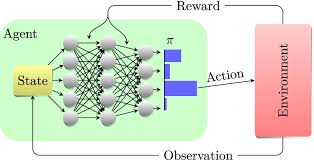 Reward
Agent
π
State
Action
Environment
Observation